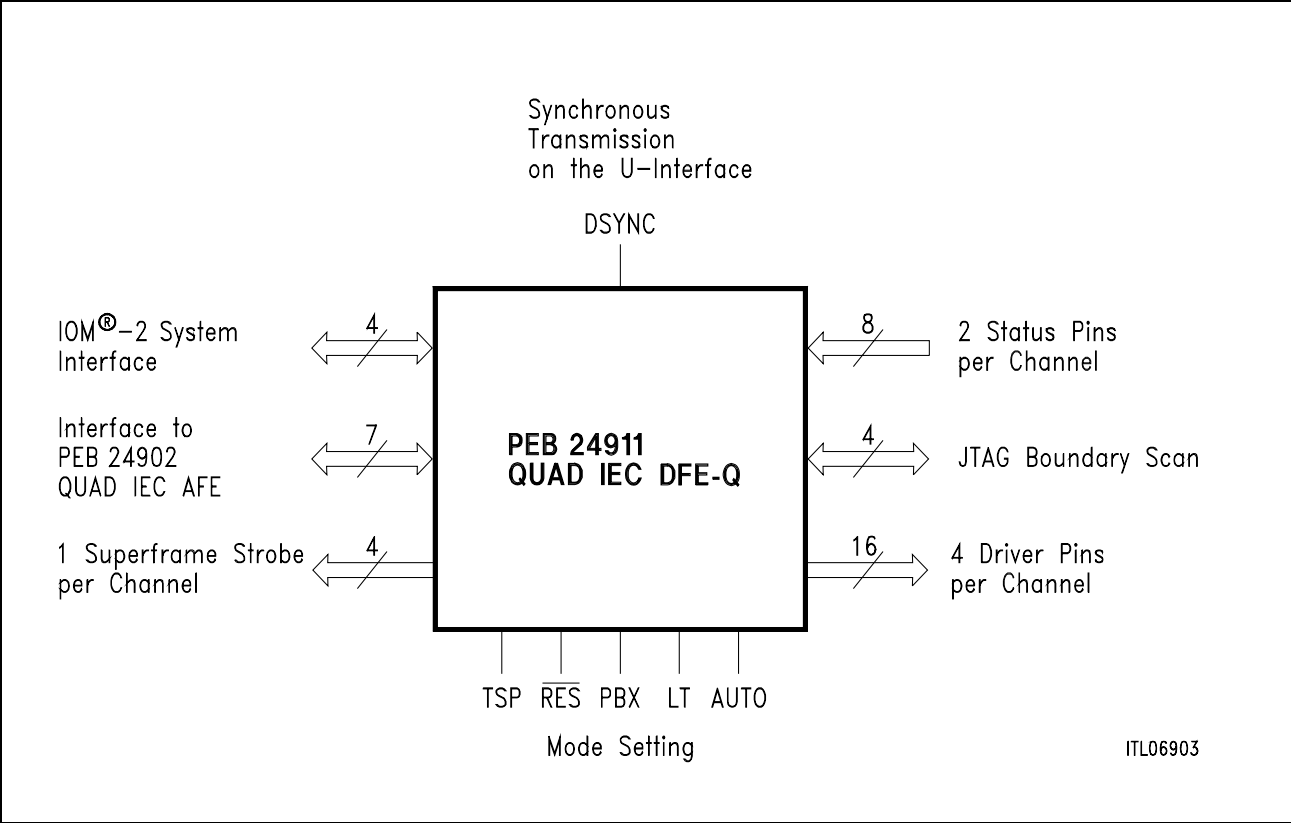 Synchronous
Transmission
on the U-Interface
DSYNC
IOM®-2 System
Interface
4
8
2 Status Pins
per Channel
Interface to
PEB 24902
QUAD IEC AFE
7
PEB 24911
QUAD IEC DFE-Q
4
JTAG Boundary Scan
1 Superframe Strobe
per Channel
4
16
4 Driver Pins
per Channel
TSP R̅E̅S̅ PBX LT AUTO
Mode Setting
ITL06903